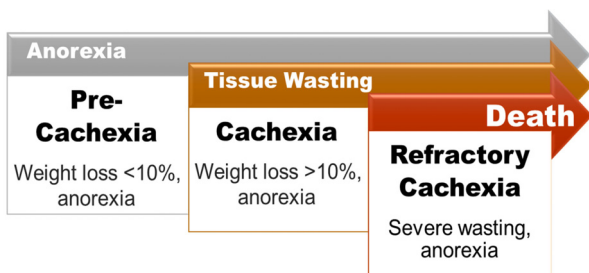 Anorexia
Pre-
Cachexia
Weight loss <10%,
anorexia
Tissue Wasting
Cachexia
Weight loss >10%,
anorexia
Death
Refractory
Cachexia
Severe wasting,
anorexia